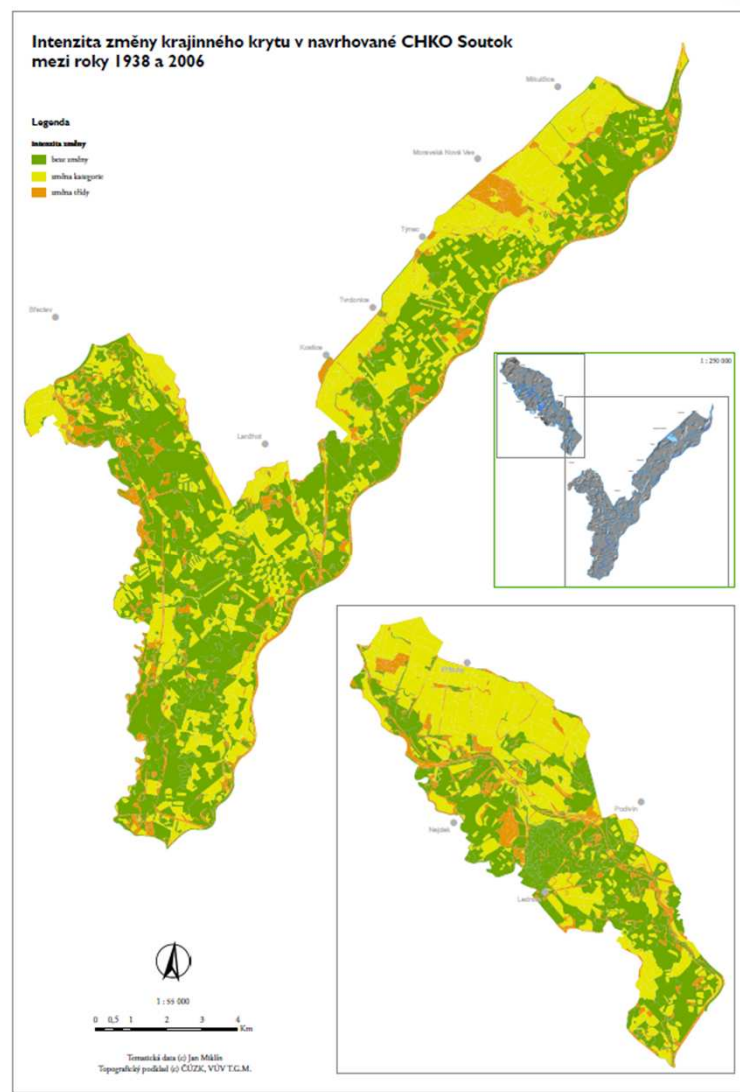 Intenzita změny krajinného krytu v navrhované CHKO Soutok
mezi roky 1938 a 2006
Legenda
intenzita změny
beze změny
změna kategorie
změna třídy
Mikulčice
Moravská Nová Ves
Týnec
Tvrdonice
Břeclav
Kostice
Lanžhot
1 : 250 000
Přítluky
Podivín
Nejdek
Lednice
1 : 55 000
0 0,5 1 2 3 4
Km
Tematická data (c) Jan Miklín
Topografický podklad (c) ČÚZK, VÚV T.G.M.